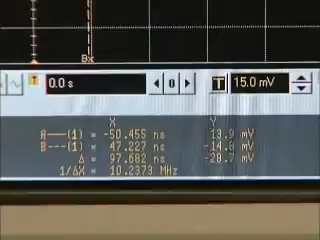 Bx
T 0.0 s 0 T 15.0 mV
X Y
A───(1) = -50.455 ns 13.9 mV
B---(1) = 47.227 ns -14.8 mV
Δ = 97.682 ns -28.7 mV
1/ΔX = 10.2373 MHz